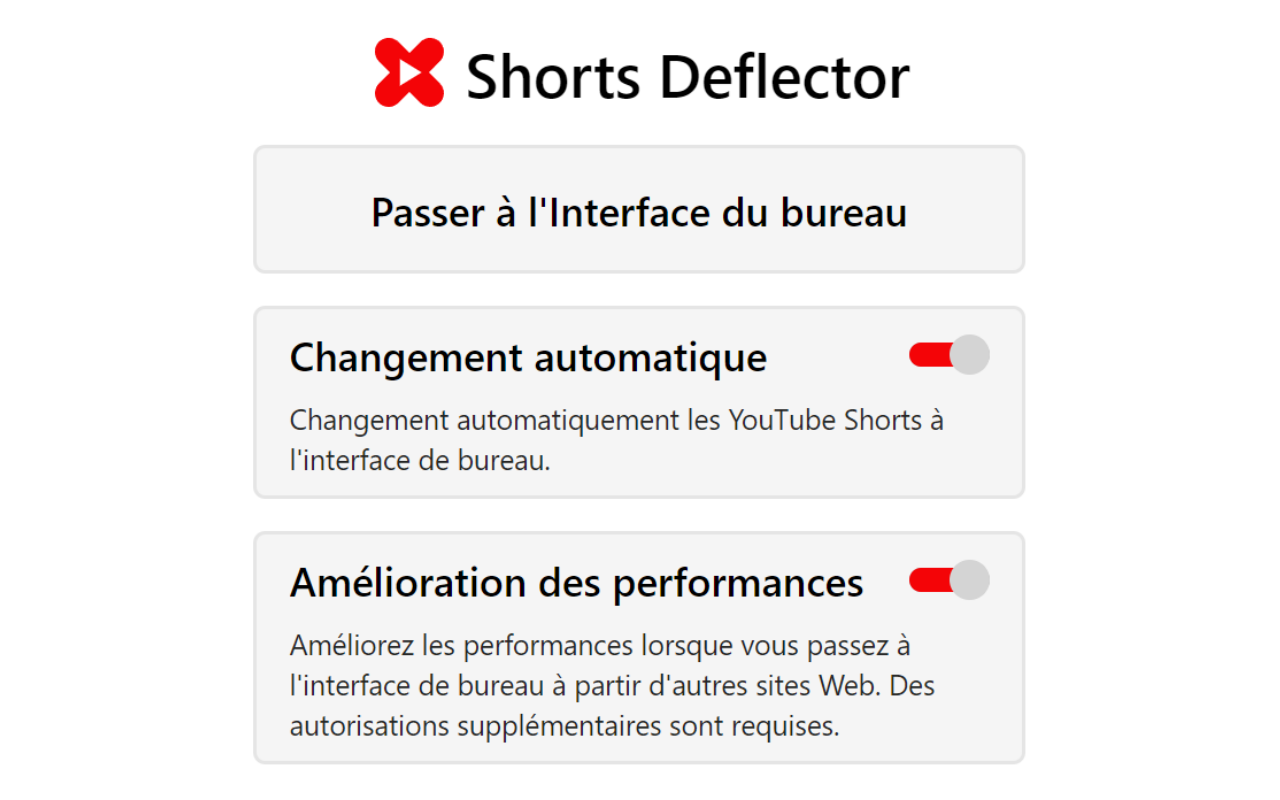 Shorts Deflector
Passer à l'Interface du bureau
Changement automatique
Changement automatiquement les YouTube Shorts à
l'interface de bureau.
Amélioration des performances
Améliorez les performances lorsque vous passez à
l'interface de bureau à partir d'autres sites Web. Des
autorisations supplémentaires sont requises.